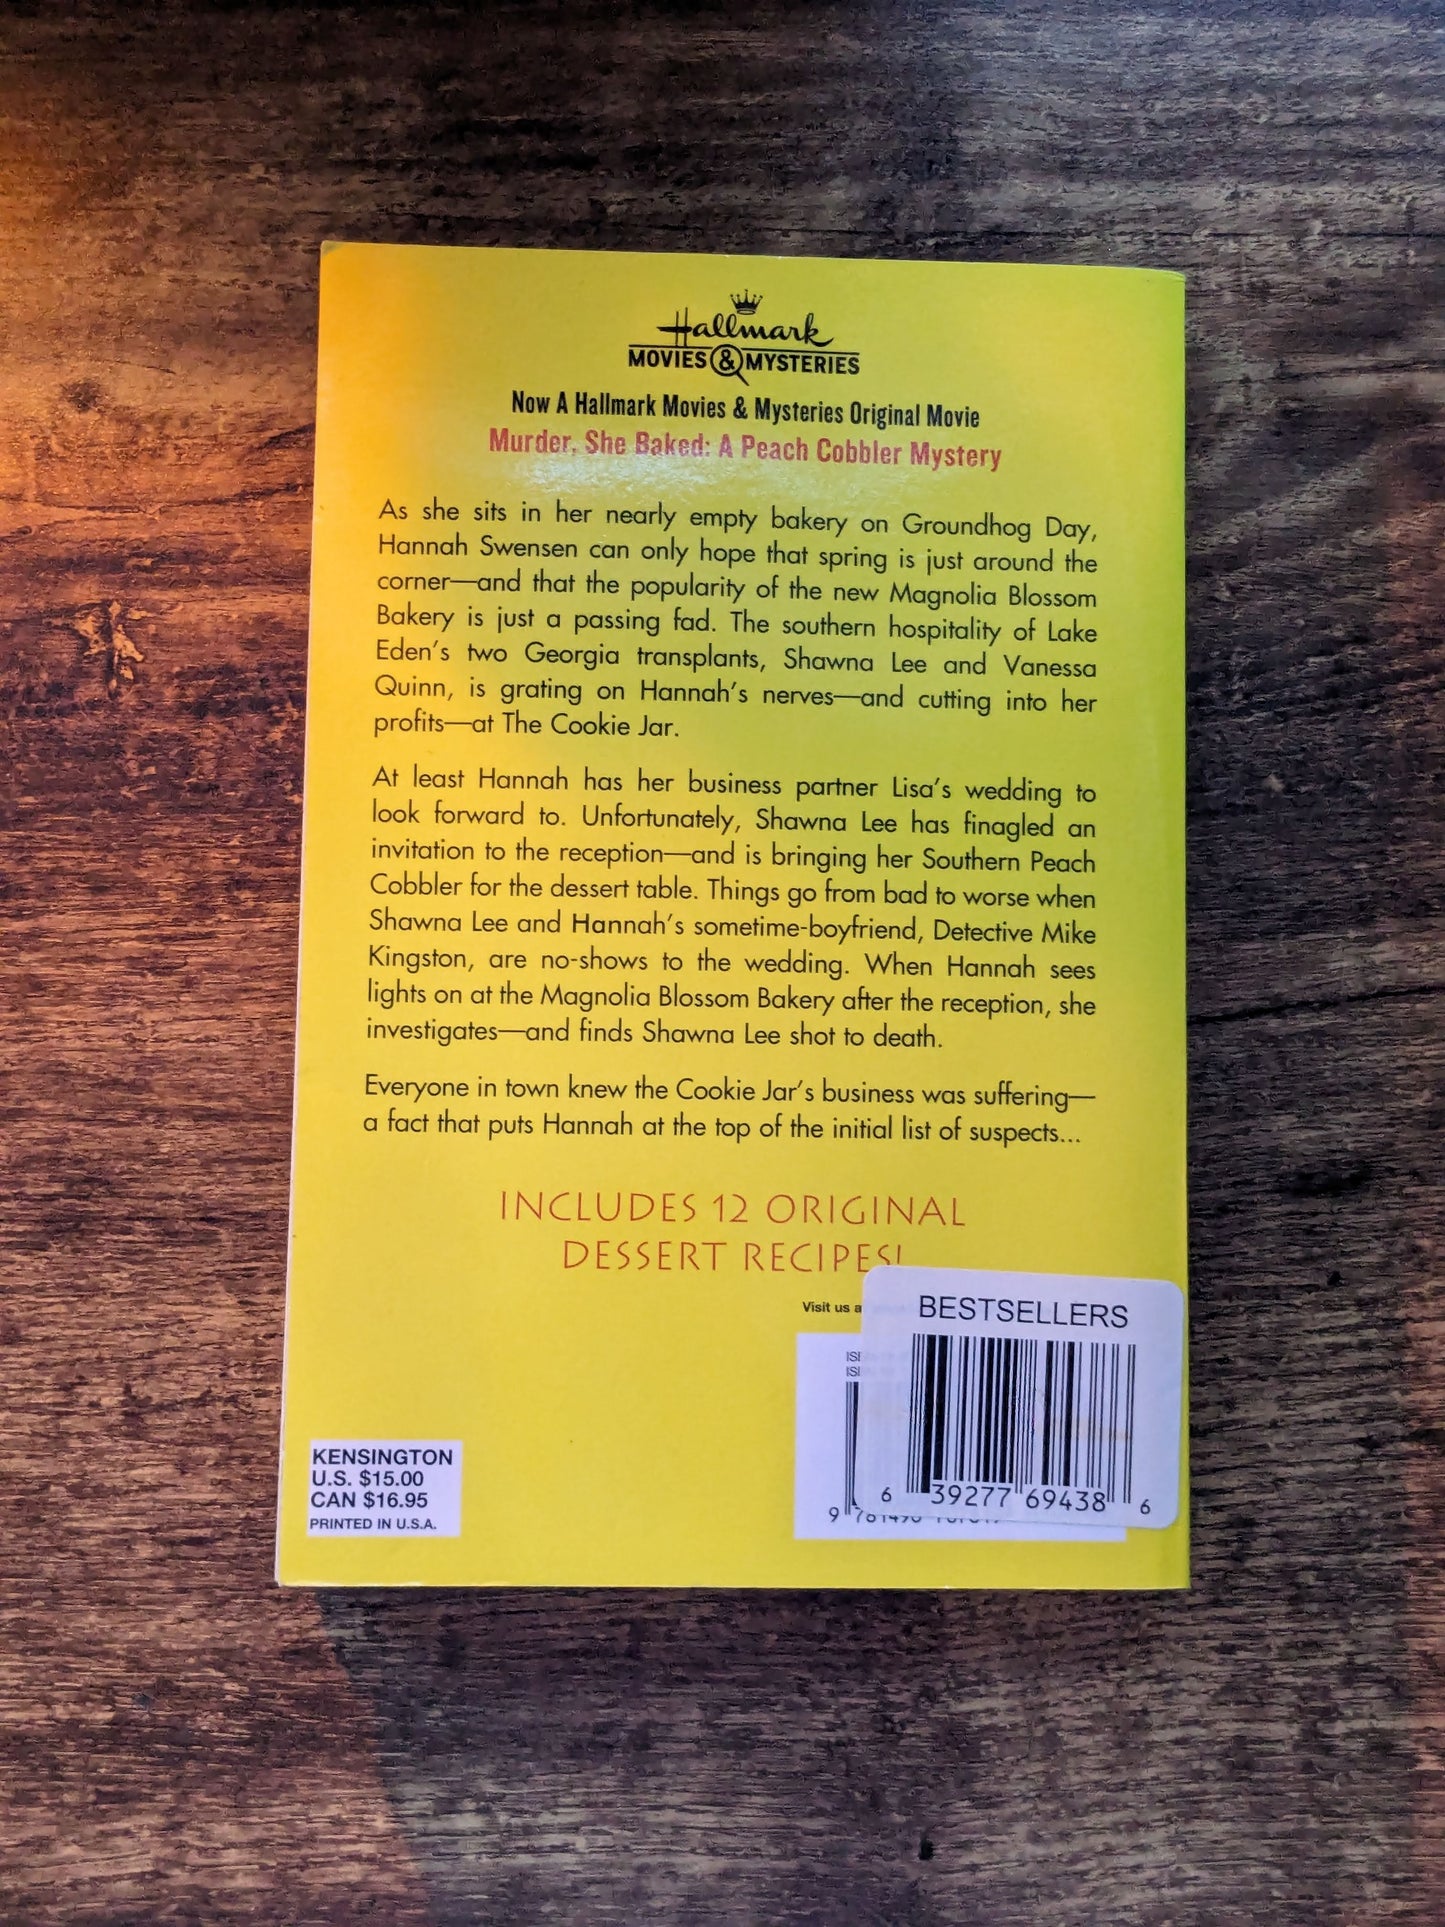 Hallmark
MOVIES & MYSTERIES
Now A Hallmark Movies & Mysteries Original Movie
Murder, She Baked: A Peach Cobbler Mystery
As she sits in her nearly empty bakery on Groundhog Day,
Hannah Swensen can only hope that spring is just around the
corner—and that the popularity of the new Magnolia Blossom
Bakery is just a passing fad. The southern hospitality of Lake
Eden's two Georgia transplants, Shawna Lee and Vanessa
Quinn, is grating on Hannah's nerves—and cutting into her
profits—at The Cookie Jar.
At least Hannah has her business partner Lisa's wedding to
look forward to. Unfortunately, Shawna Lee has finagled an
invitation to the reception—and is bringing her Southern Peach
Cobbler for the dessert table. Things go from bad to worse when
Shawna Lee and Hannah's sometime-boyfriend, Detective Mike
Kingston, are no-shows to the wedding. When Hannah sees
lights on at the Magnolia Blossom Bakery after the reception, she
investigates—and finds Shawna Lee shot to death.
Everyone in town knew the Cookie Jar's business was suffering—
a fact that puts Hannah at the top of the initial list of suspects...
INCLUDES 12 ORIGINAL
DESSERT RECIPES!
Visit us a
BESTSELLERS
6 39277 69438 6
KENSINGTON
U.S. $15.00
CAN $16.95
PRINTED IN U.S.A.